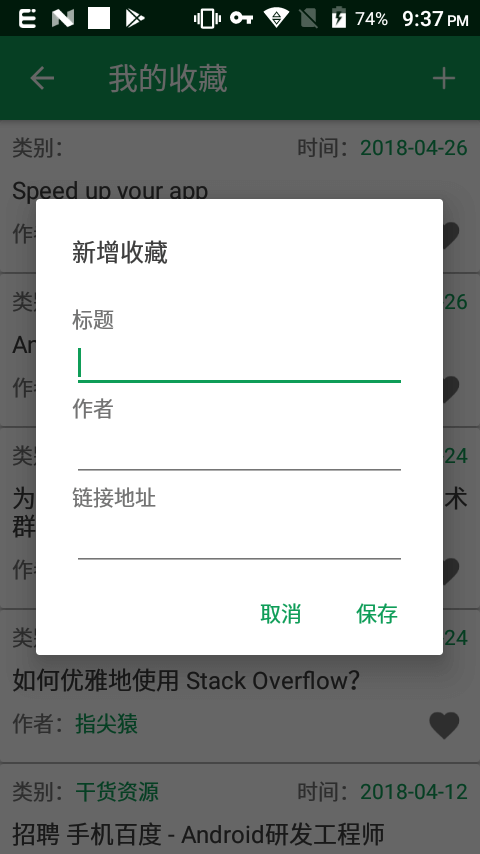 74% 9:37 PM
我的收藏
类别： 时间：2018-04-26
Speed up your app
作
新增收藏
类 26
标题
An
作
作者
类 24
为 术
链接地址
群
作
取消 保存
类 24
如何优雅地使用 Stack Overflow？
作者：指尖猿
类别：干货资源 时间：2018-04-12
招聘 手机百度 - Android研发工程师